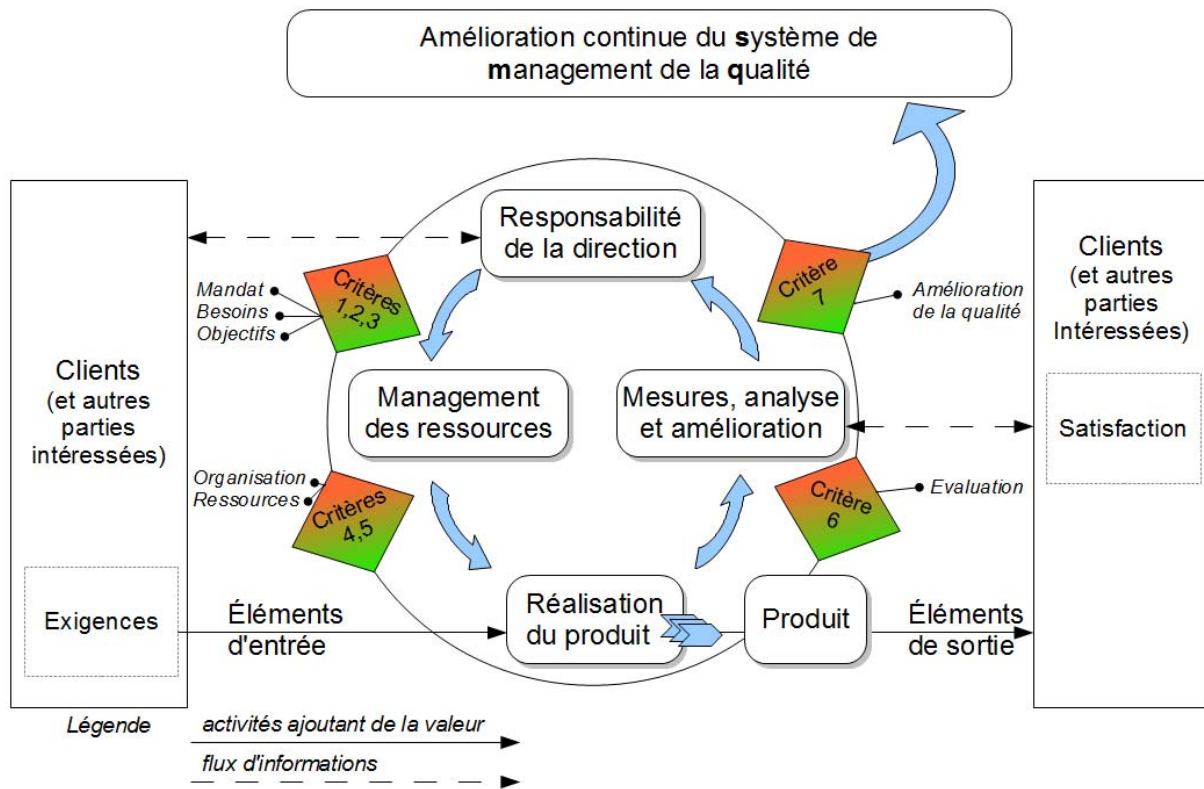 Amélioration continue du système de
management de la qualité
Responsabilité
de la direction
Critères
1,2,3
Mandat
Besoins
Objectifs
Critère
7
Amélioration
de la qualité
Clients
(et autres
parties
intéressées)
Clients
(et autres
parties
Intéressées)
Management
des ressources
Mesures, analyse
et amélioration
Satisfaction
Organisation
Ressources
Critères
4,5
Critère
6
Evaluation
Exigences
Éléments
d'entrée
Réalisation
du produit
Produit
Éléments
de sortie
Légende
activités ajoutant de la valeur
flux d'informations